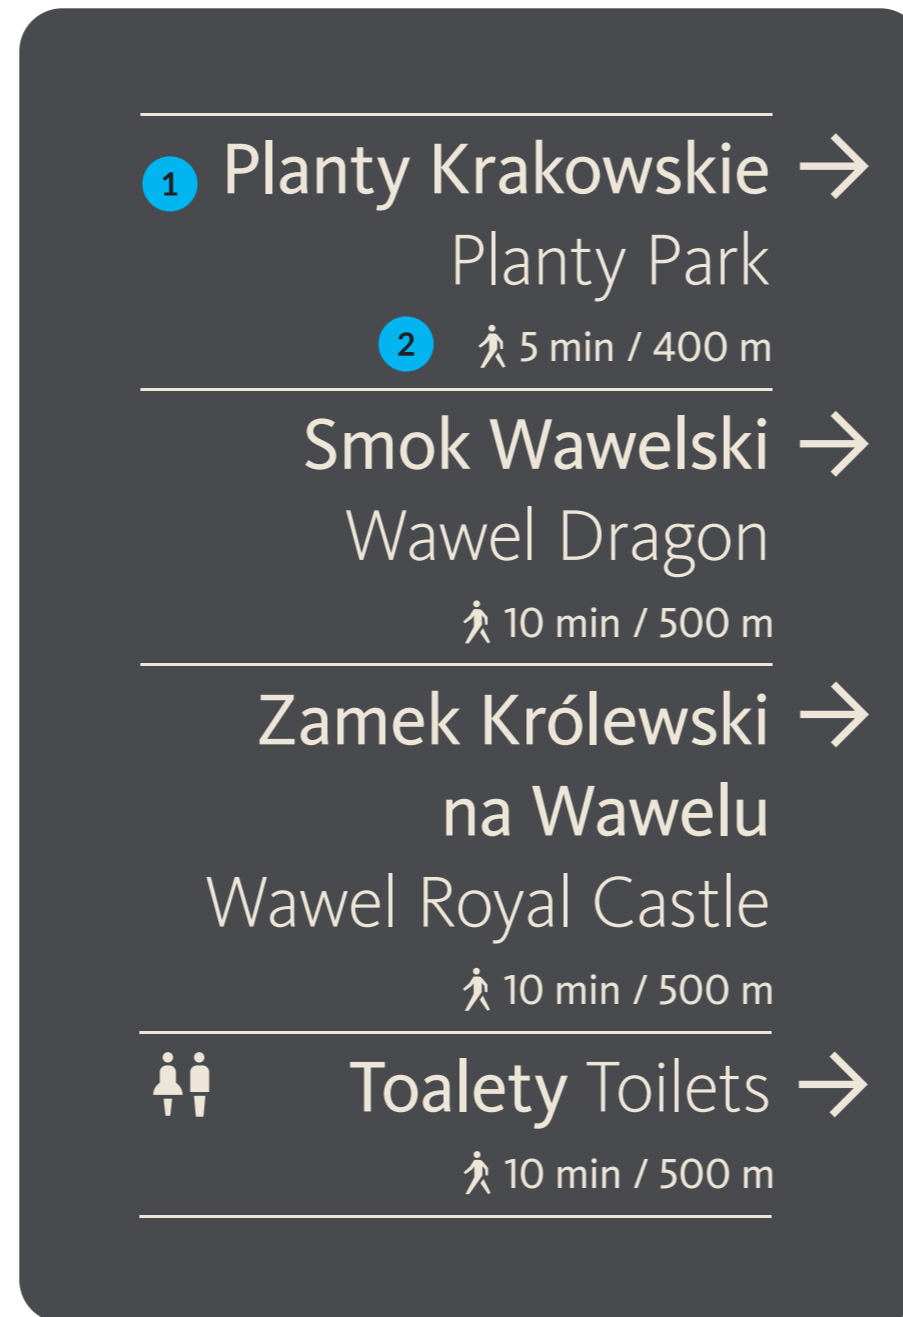 1 Planty Krakowskie →
Planty Park
2 5 min / 400 m
Smok Wawelski →
Wawel Dragon
10 min / 500 m
Zamek Królewski →
na Wawelu
Wawel Royal Castle
10 min / 500 m
Toalety Toilets →
10 min / 500 m